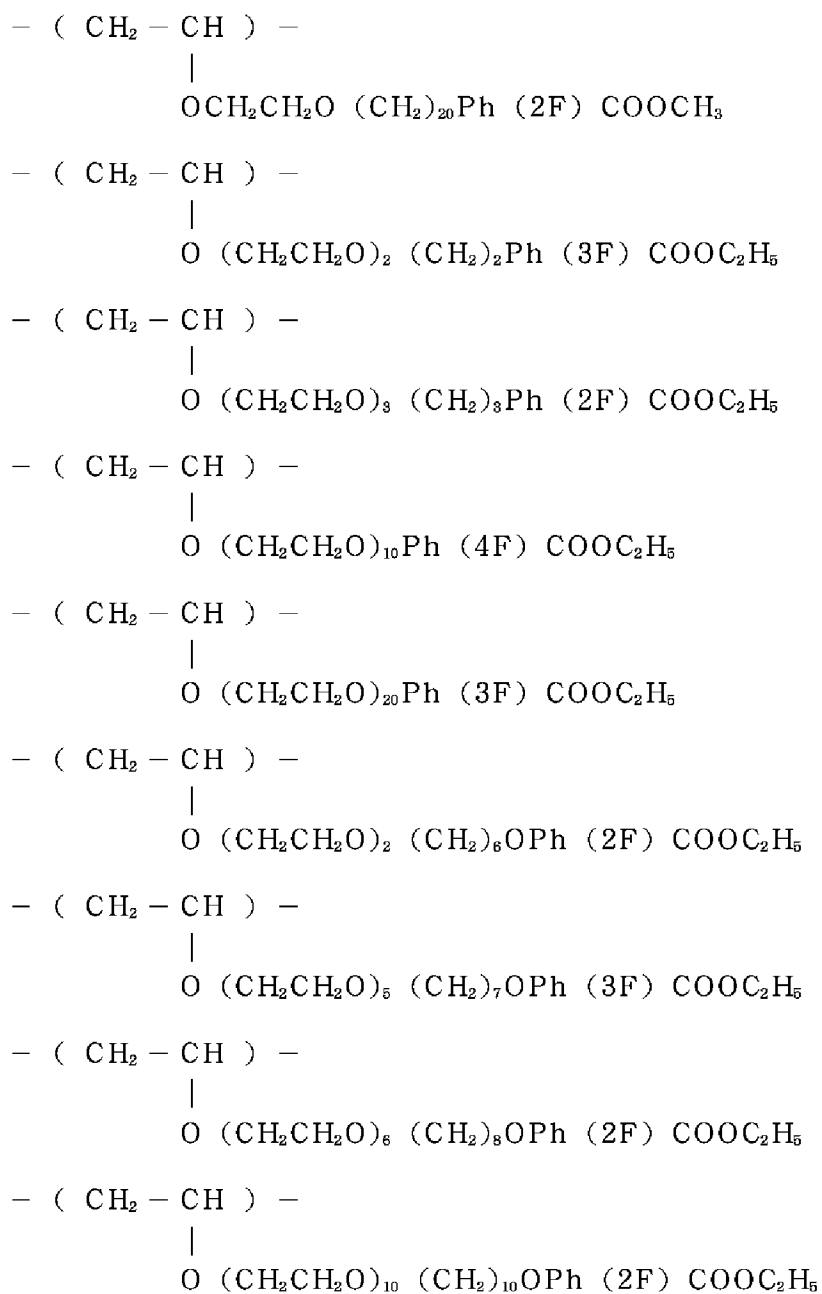 − ( CH₂ − CH ) −
|
OCH₂CH₂O (CH₂)₂₀Ph (2F) COOCH₃
− ( CH₂ − CH ) −
|
O (CH₂CH₂O)₂ (CH₂)₂Ph (3F) COOC₂H₅
− ( CH₂ − CH ) −
|
O (CH₂CH₂O)₃ (CH₂)₃Ph (2F) COOC₂H₅
− ( CH₂ − CH ) −
|
O (CH₂CH₂O)₁₀Ph (4F) COOC₂H₅
− ( CH₂ − CH ) −
|
O (CH₂CH₂O)₂₀Ph (3F) COOC₂H₅
− ( CH₂ − CH ) −
|
O (CH₂CH₂O)₂ (CH₂)₆OPh (2F) COOC₂H₅
− ( CH₂ − CH ) −
|
O (CH₂CH₂O)₅ (CH₂)₇OPh (3F) COOC₂H₅
− ( CH₂ − CH ) −
|
O (CH₂CH₂O)₆ (CH₂)₈OPh (2F) COOC₂H₅
− ( CH₂ − CH ) −
|
O (CH₂CH₂O)₁₀ (CH₂)₁₀OPh (2F) COOC₂H₅